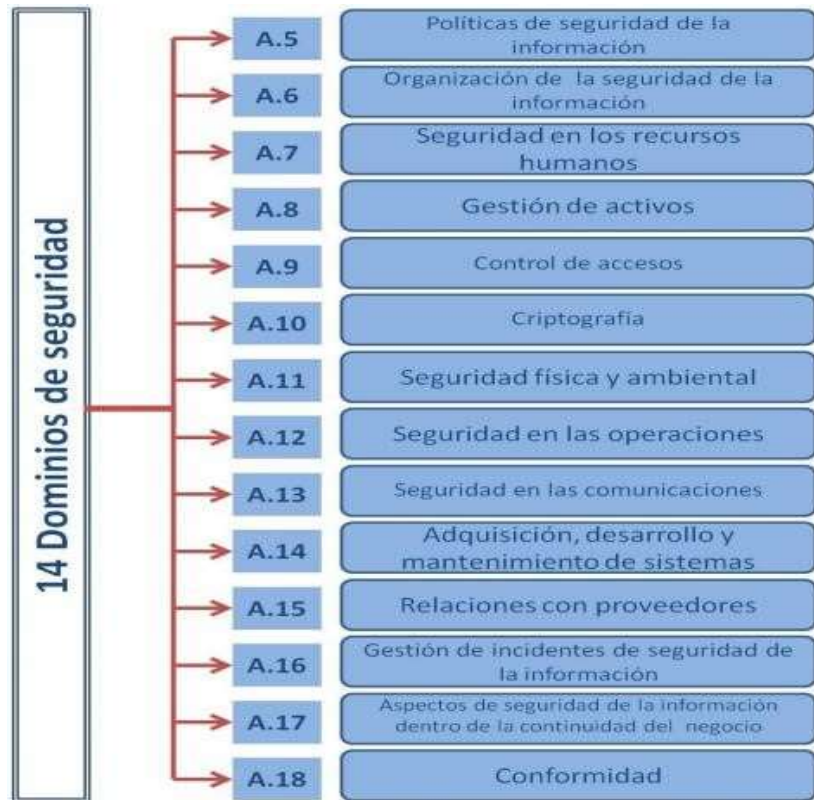 14 Dominios de seguridad
A.5
Políticas de seguridad de la
información
A.6
Organización de la seguridad de la
información
A.7
Seguridad en los recursos
humanos
A.8
Gestión de activos
A.9
Control de accesos
A.10
Criptografía
A.11
Seguridad física y ambiental
A.12
Seguridad en las operaciones
A.13
Seguridad en las comunicaciones
A.14
Adquisición, desarrollo y
mantenimiento de sistemas
A.15
Relaciones con proveedores
A.16
Gestión de incidentes de seguridad de
la información
A.17
Aspectos de seguridad de la información
dentro de la continuidad del negocio
A.18
Conformidad